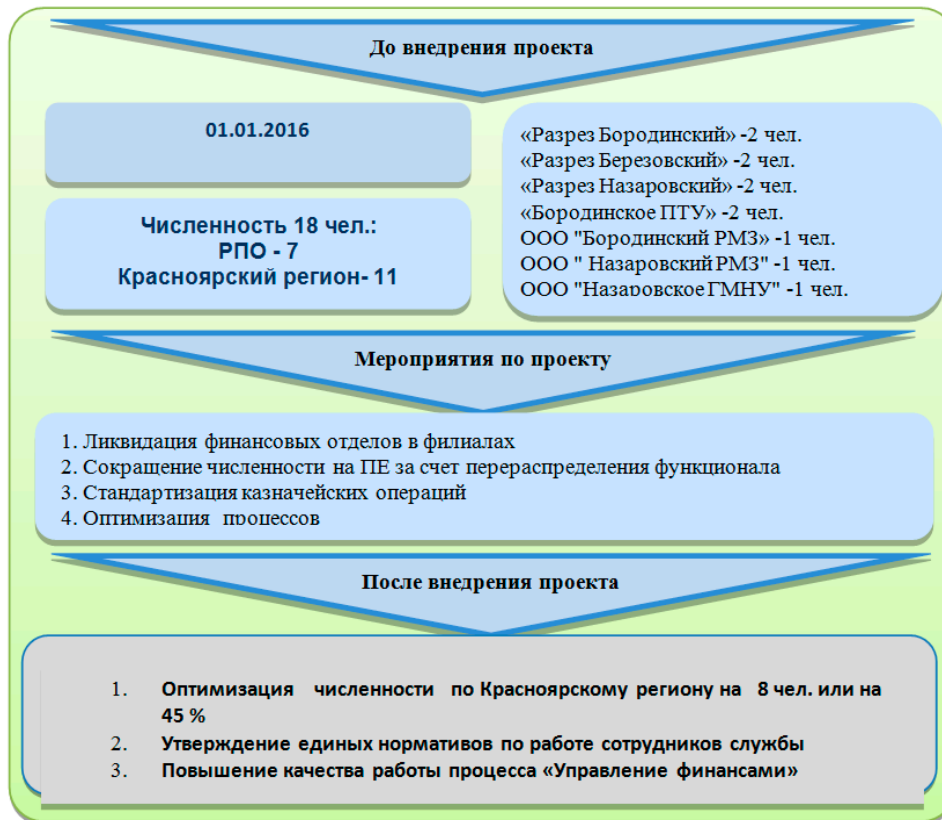 До внедрения проекта
01.01.2016
Численность 18 чел.:
РПО - 7
Красноярский регион- 11
«Разрез Бородинский» -2 чел.
«Разрез Березовский» -2 чел.
«Разрез Назаровский» -2 чел.
«Бородинское ПТУ» -2 чел.
ООО "Бородинский РМЗ» -1 чел.
ООО " Назаровский РМЗ" -1 чел.
ООО "Назаровское ГМНУ" -1 чел.
Мероприятия по проекту
1. Ликвидация финансовых отделов в филиалах
2. Сокращение численности на ПЕ за счет перераспределения функционала
3. Стандартизация казначейских операций
4. Оптимизация процессов
После внедрения проекта
1. Оптимизация численности по Красноярскому региону на 8 чел. или на
45 %
2. Утверждение единых нормативов по работе сотрудников службы
3. Повышение качества работы процесса «Управление финансами»